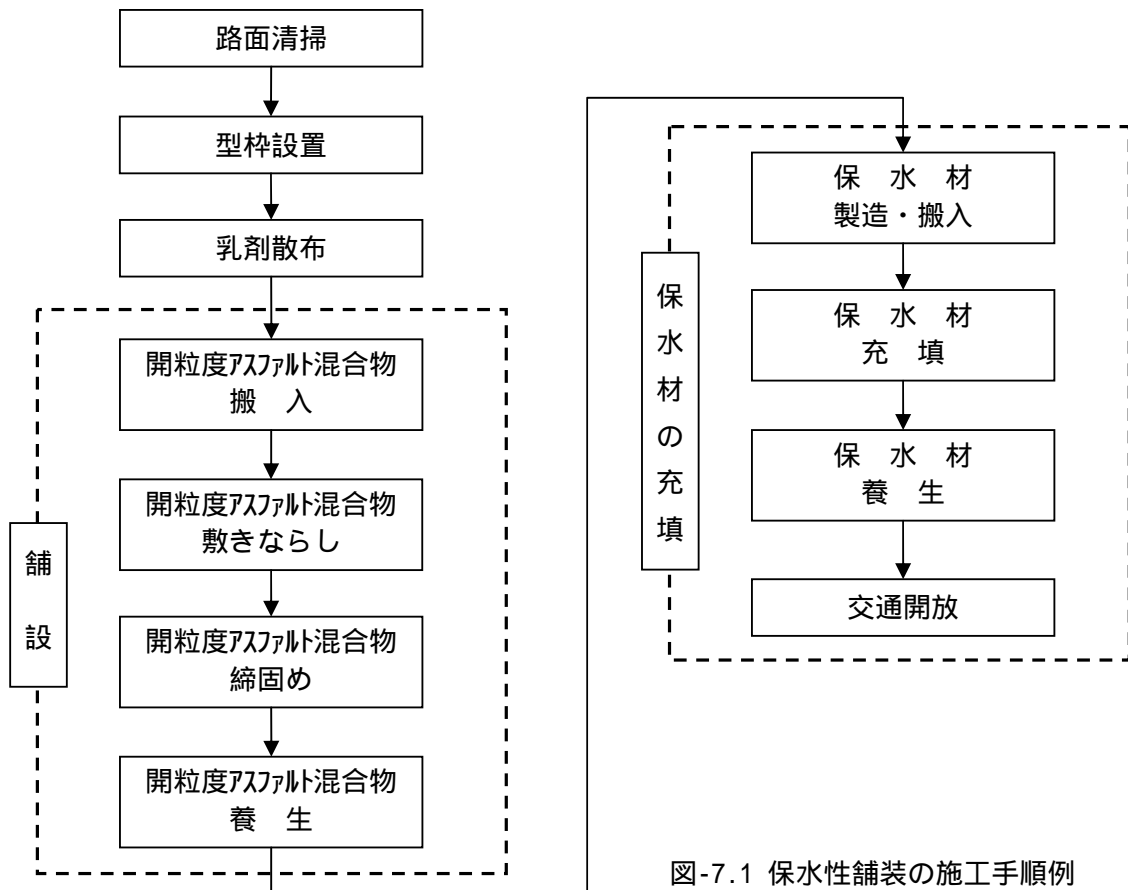 路面清掃
型枠設置
乳剤散布
開粒度ｱｽﾌｧﾙﾄ混合物
搬　入
開粒度ｱｽﾌｧﾙﾄ混合物
敷きならし
開粒度ｱｽﾌｧﾙﾄ混合物
締固め
開粒度ｱｽﾌｧﾙﾄ混合物
養　生
舗設
保　水　材
製造・搬入
保　水　材
充　填
保　水　材
養　生
交通開放
保水材の充填
図-7.1 保水性舗装の施工手順例